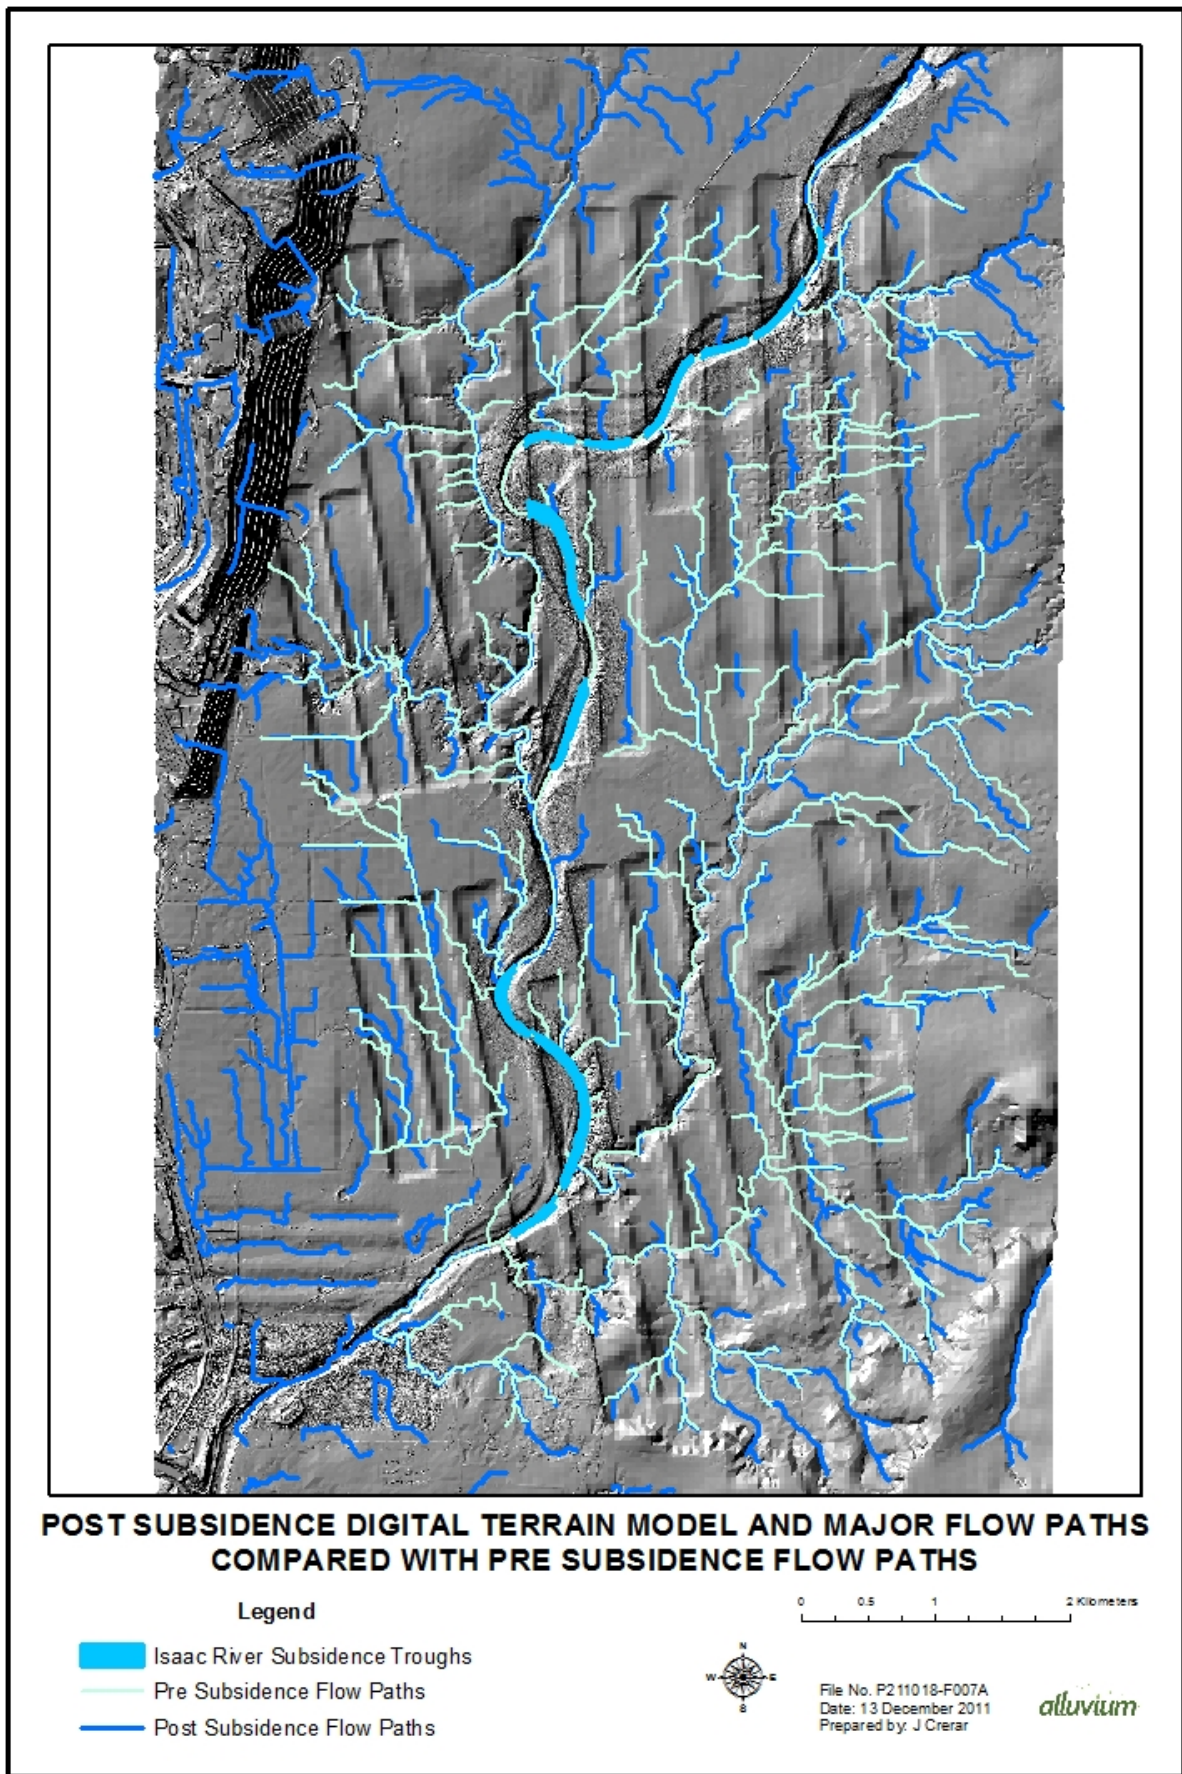 POST SUBSIDENCE DIGITAL TERRAIN MODEL AND MAJOR FLOW PATHS
COMPARED WITH PRE SUBSIDENCE FLOW PATHS
Legend
Isaac River Subsidence Troughs
Pre Subsidence Flow Paths
Post Subsidence Flow Paths
0 0.5 1 2 Kilometers
N
W E
S
File No. P211018-F007A
Date: 13 December 2011
Prepared by: J Crerar
alluvium